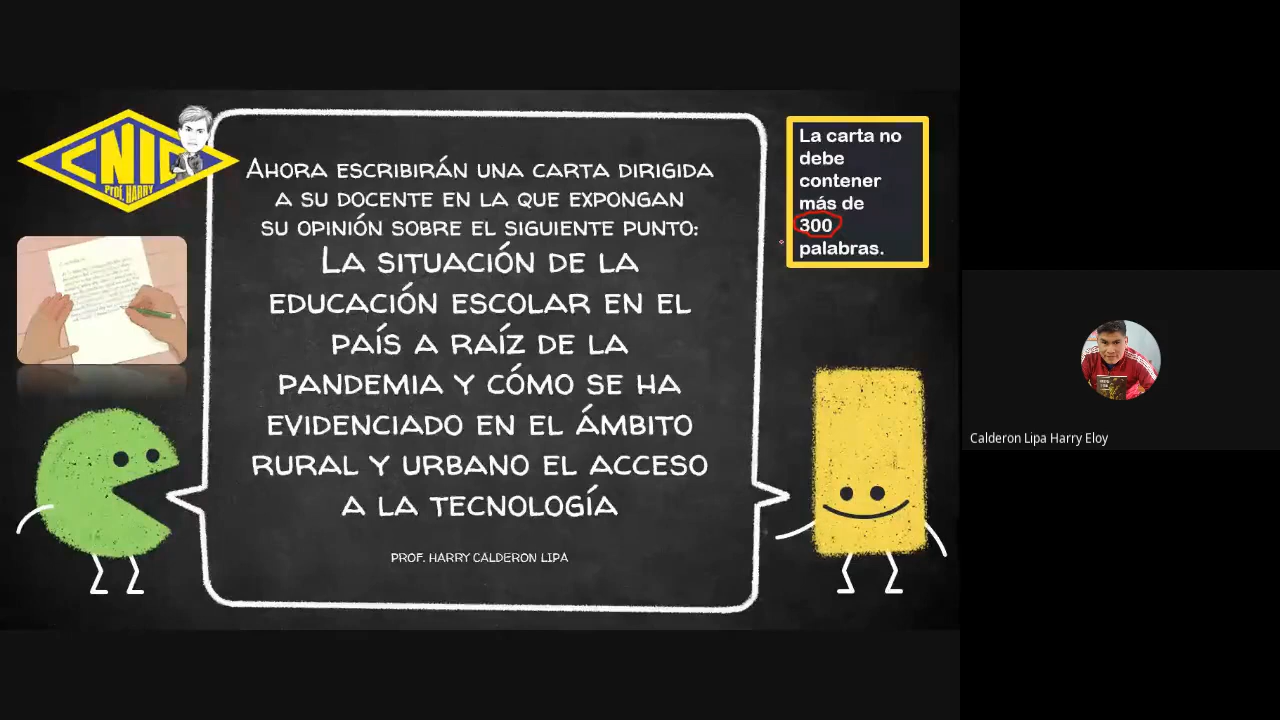 CNIC
PROF. HARRY
AHORA ESCRIBIRÁN UNA CARTA DIRIGIDA
A SU DOCENTE EN LA QUE EXPONGAN
SU OPINIÓN SOBRE EL SIGUIENTE PUNTO:
LA SITUACIÓN DE LA
EDUCACIÓN ESCOLAR EN EL
PAÍS A RAÍZ DE LA
PANDEMIA Y CÓMO SE HA
EVIDENCIADO EN EL ÁMBITO
RURAL Y URBANO EL ACCESO
A LA TECNOLOGÍA
PROF. HARRY CALDERON LIPA
La carta no
debe
contener
más de
300
palabras.
Calderon Lipa Harry Eloy